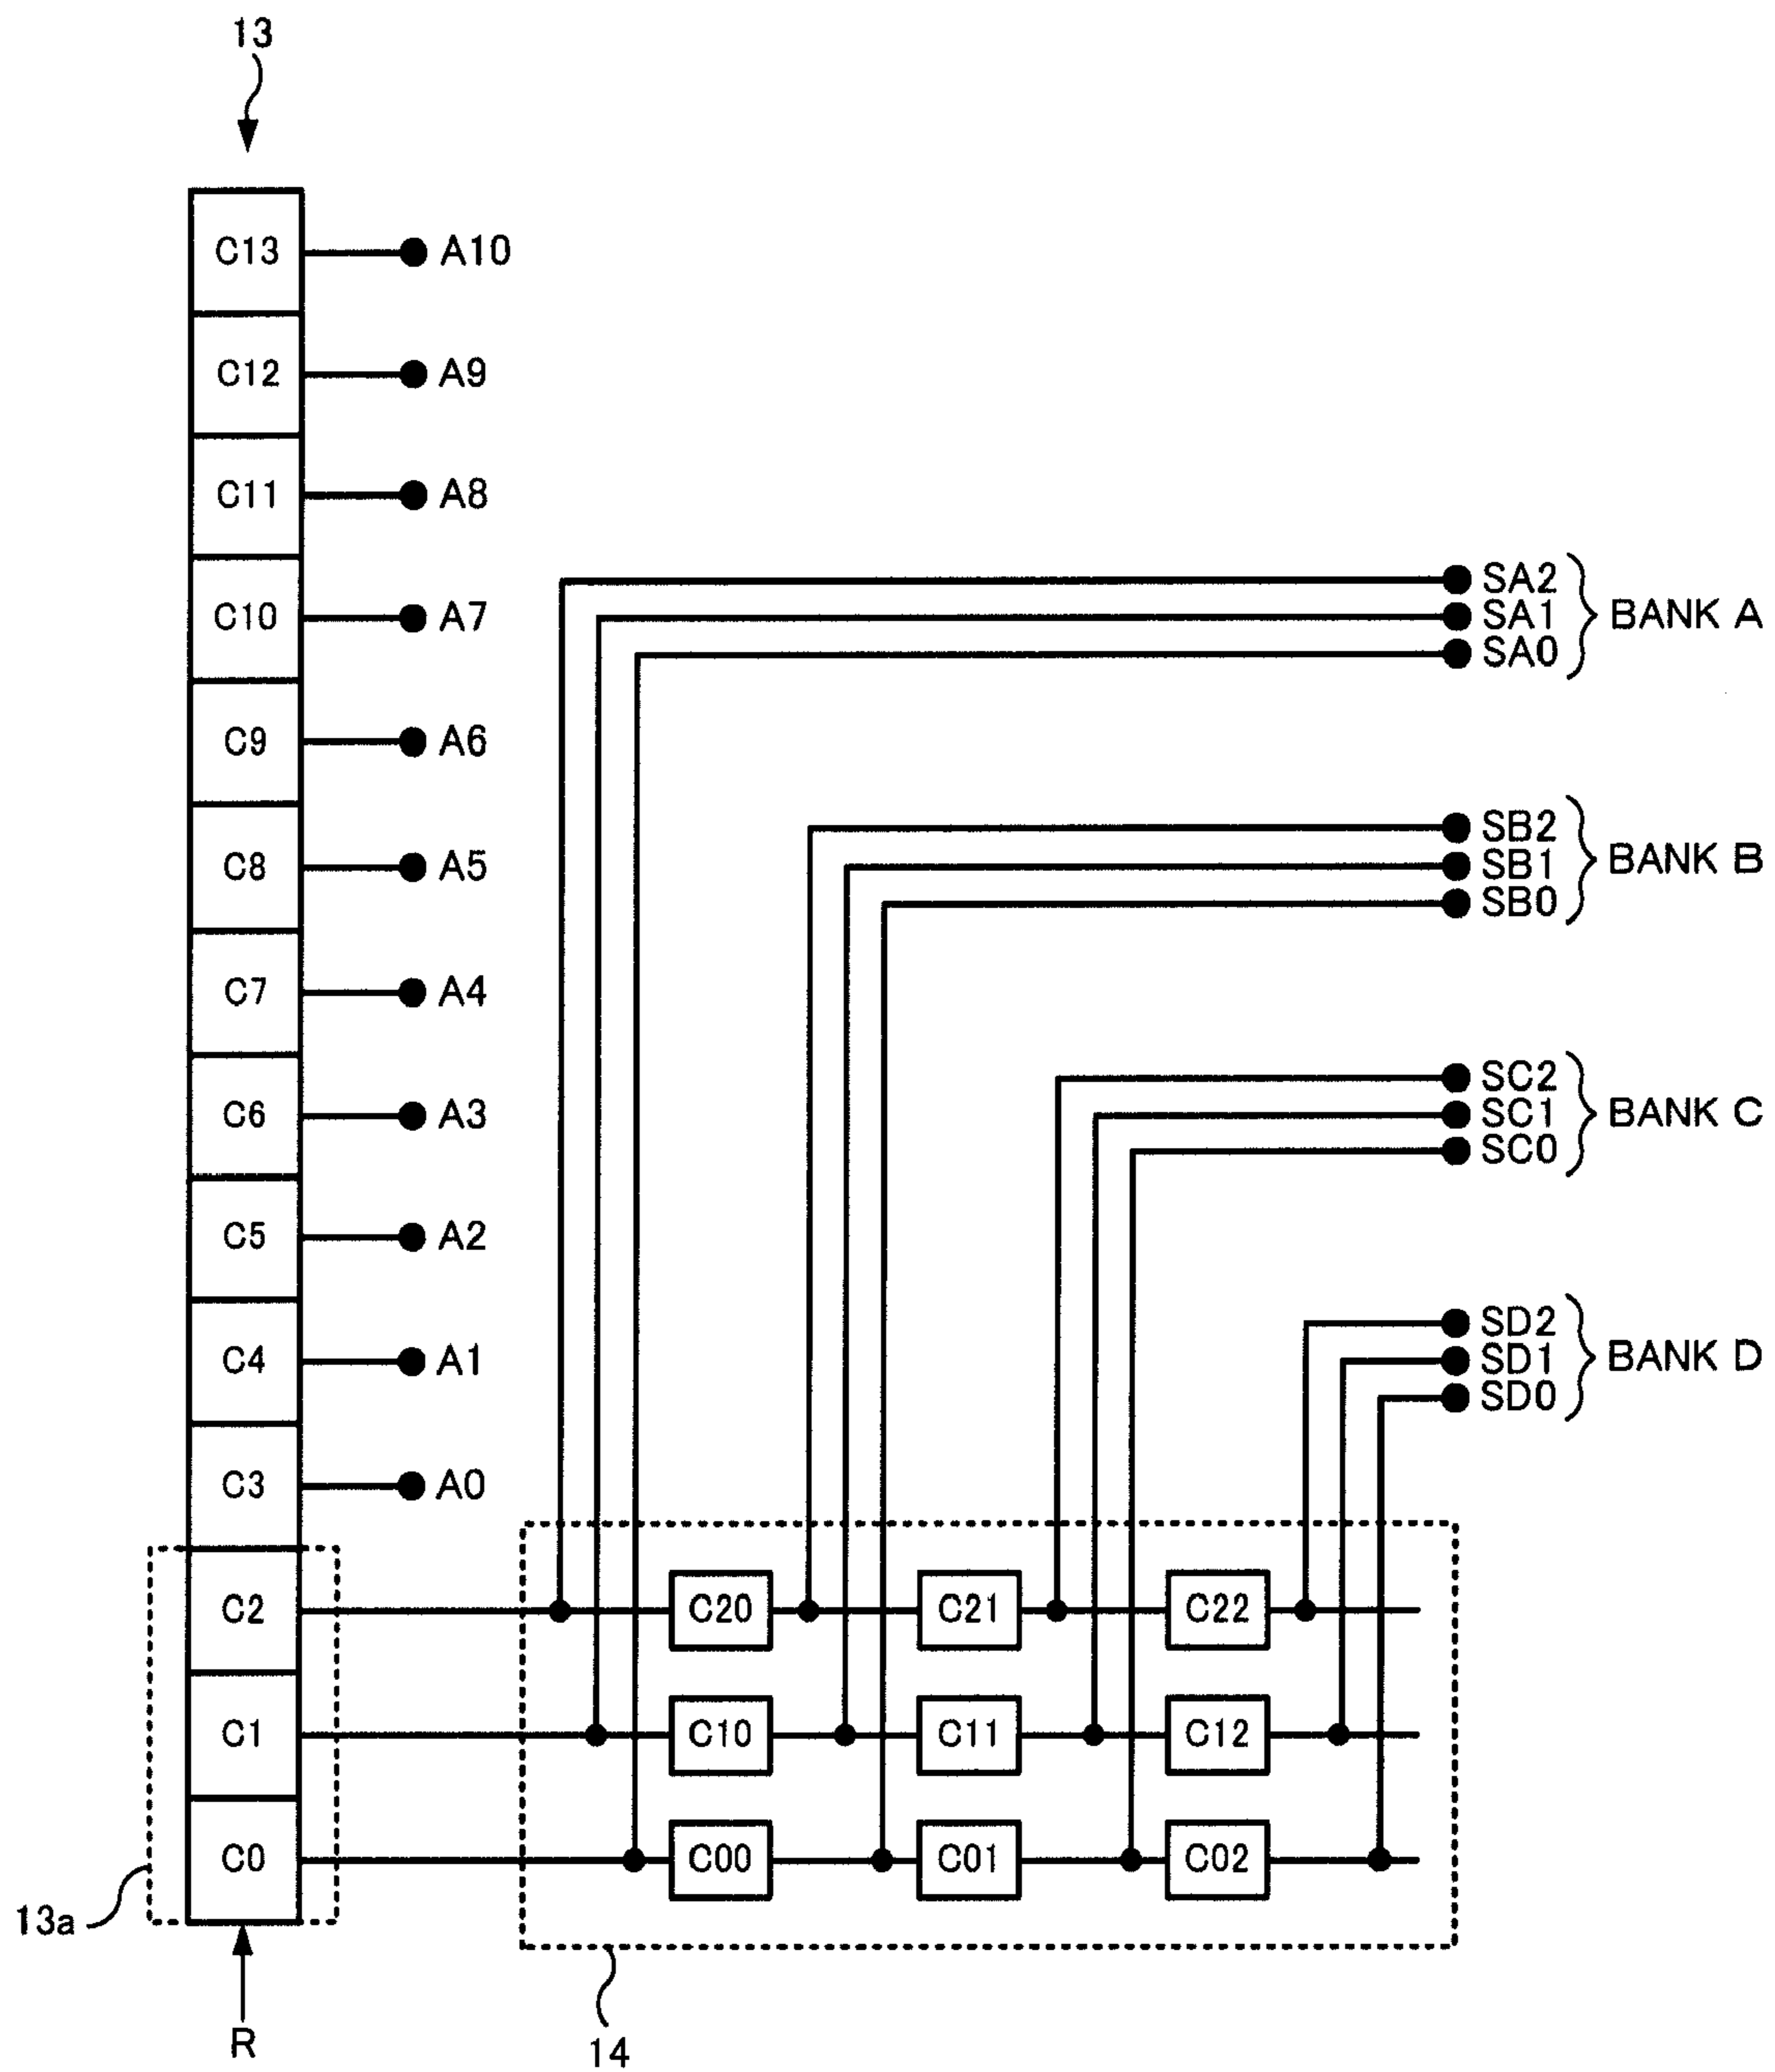 13
C13 A10
C12 A9
C11 A8
C10 A7
C9 A6
C8 A5
C7 A4
C6 A3
C5 A2
C4 A1
C3 A0
C2
C1
C0
13a
R
SA2
SA1
SA0
BANK A
SB2
SB1
SB0
BANK B
SC2
SC1
SC0
BANK C
SD2
SD1
SD0
BANK D
C20 C21 C22
C10 C11 C12
C00 C01 C02
14